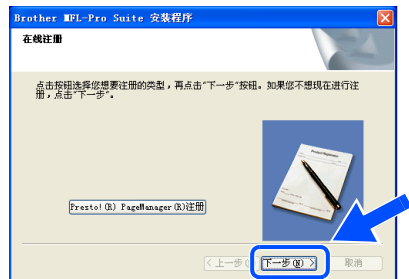 Brother MFL-Pro Suite 安装程序
在线注册
点击按钮选择您想要注册的类型，再点击“下一步”按钮。如果您不想现在进行注
册，点击“下一步”。
Product Registration
Presto!(R) PageManager(R)注册
<上一步(
下一步(N) >
取消